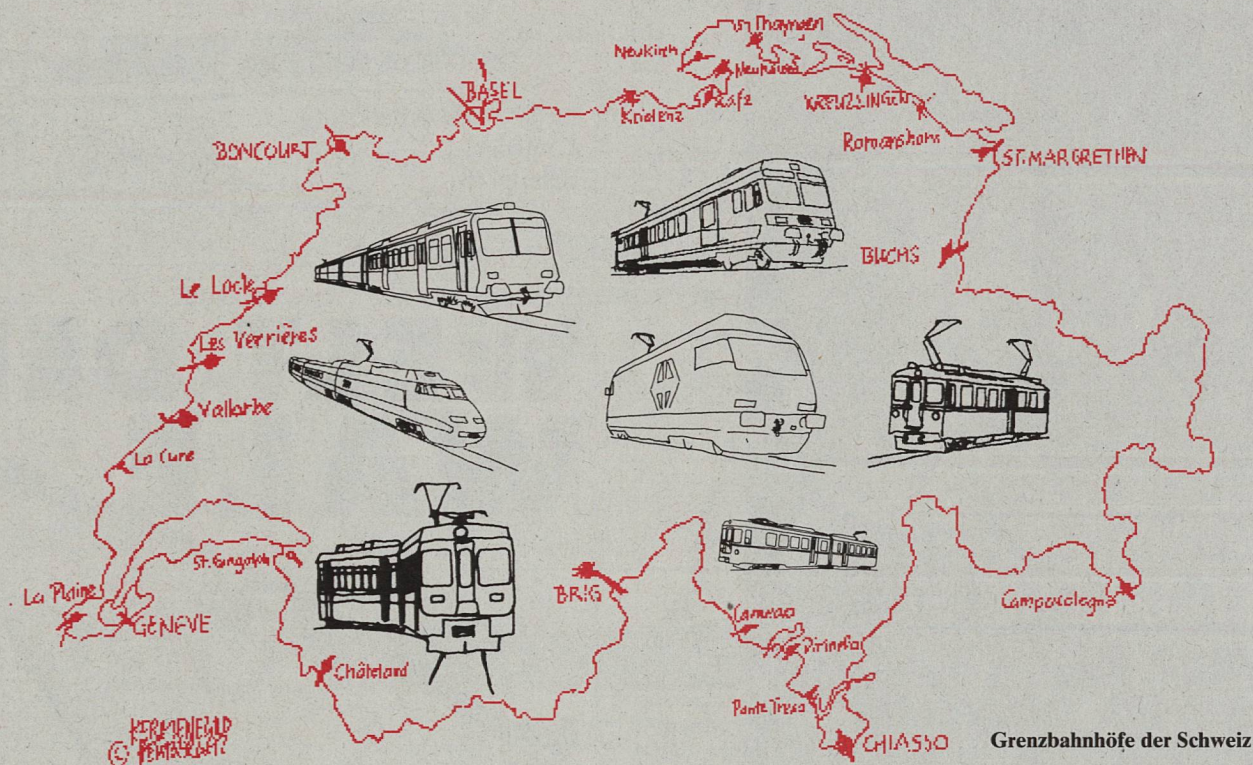 Thayngen
Neukirch
Neuhausen
BASEL
Koblenz
Rafz
KREUZLINGEN
Romanshorn
BONCOURT
ST. MARGRETHEN
BUCHS
Le Locle
Les Verrières
Vallorbe
La Cure
St. Gingolph
La Plaine
GENEVE
BRIG
Campocologno
Camedo
Dirinella
Châtelard
Ponte Tresa
CHIASSO
Grenzbahnhöfe der Schweiz
©